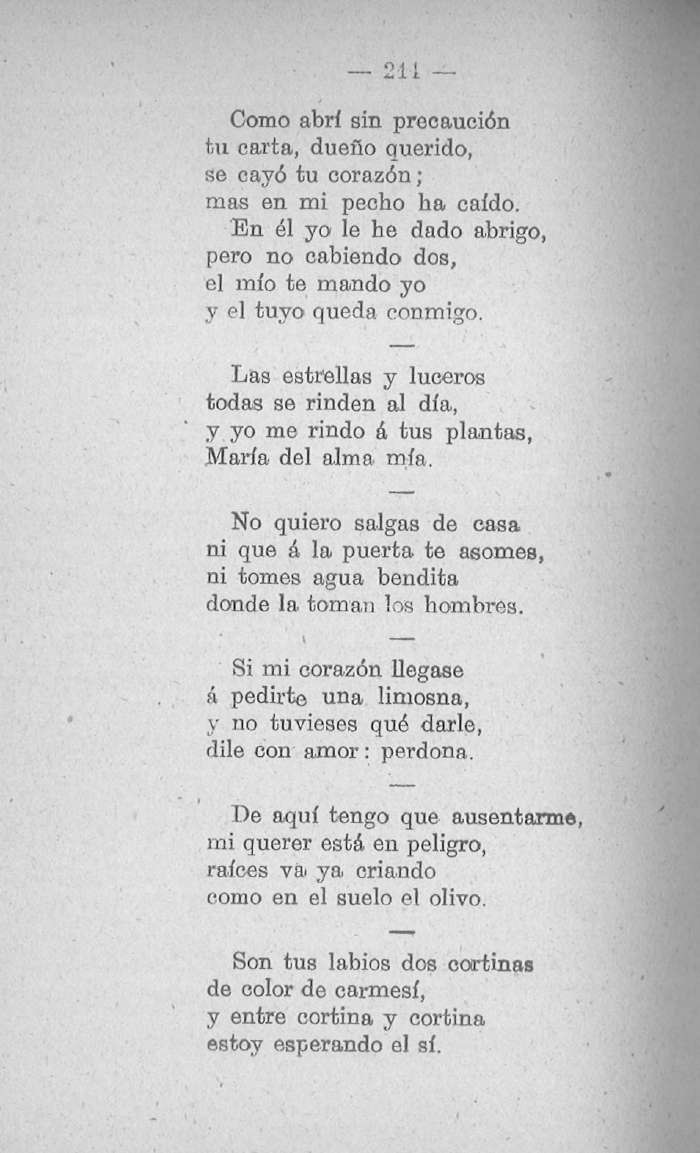 — 211 —
Como abrí sin precaución
tu carta, dueño querido,
se cayó tu corazón;
mas en mi pecho ha caído.
En él yo le he dado abrigo,
pero no cabiendo dos,
el mío te mando yo
y el tuyo queda conmigo.
—
Las estrellas y luceros
todas se rinden al día,
y yo me rindo á tus plantas,
María del alma mía.
—
No quiero salgas de casa
ni que á la puerta te asomes,
ni tomes agua bendita
donde la toman los hombres.
—
Si mi corazón llegase
á pedirte una limosna,
y no tuvieses qué darle,
dile con amor: perdona.
—
De aquí tengo que ausentarme,
mi querer está en peligro,
raíces va ya criando
como en el suelo el olivo.
—
Son tus labios dos cortinas
de color de carmesí,
y entre cortina y cortina
estoy esperando el sí.